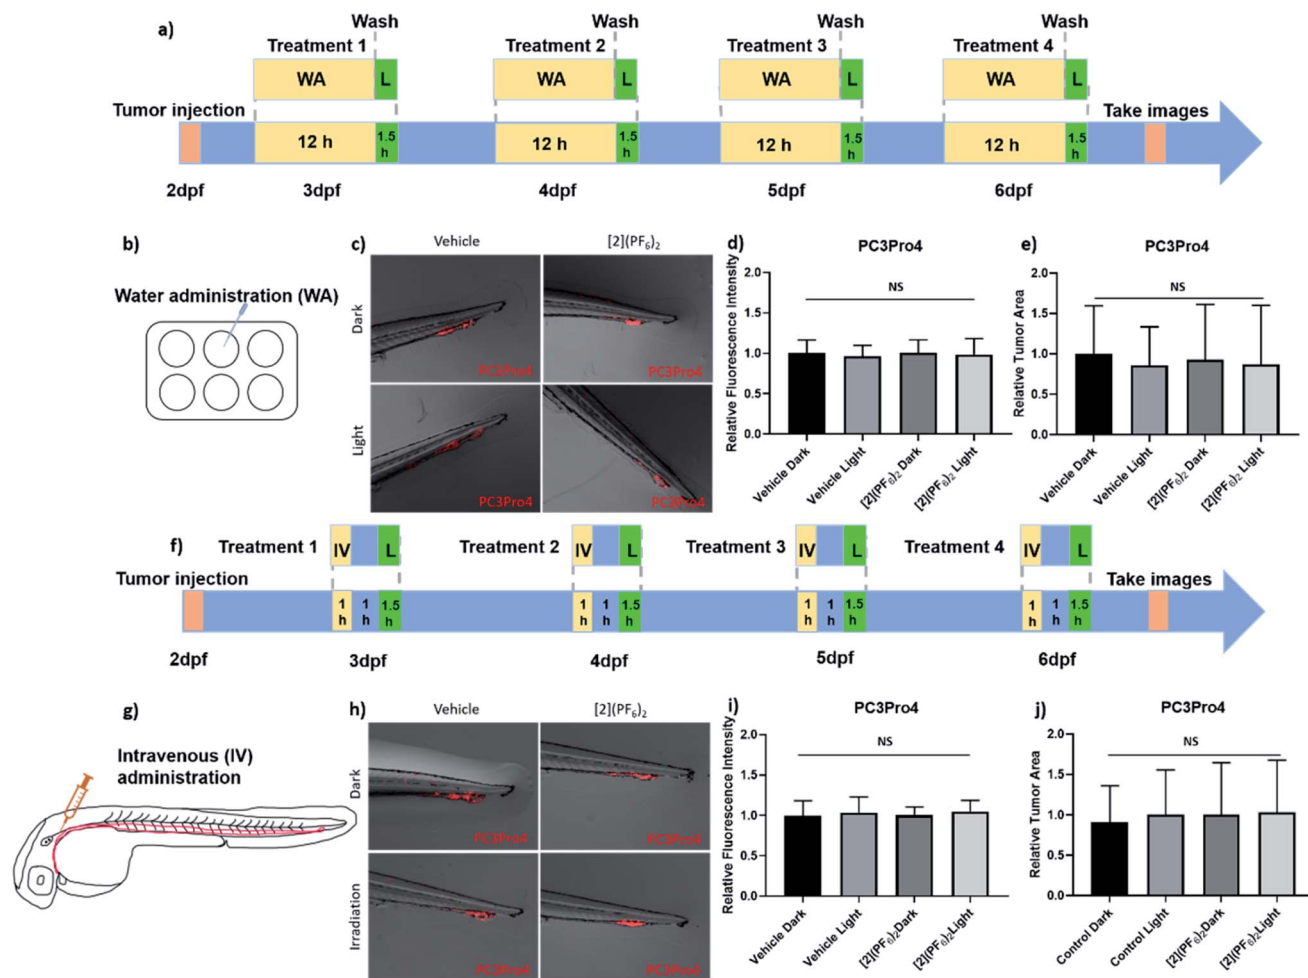 a)
Wash
Wash
Wash
Wash
Treatment 1
Treatment 2
Treatment 3
Treatment 4
WA
L
WA
L
WA
L
WA
L
Tumor injection
Take images
12 h
1.5 h
12 h
1.5 h
12 h
1.5 h
12 h
1.5 h
2dpf
3dpf
4dpf
5dpf
6dpf
b)
Water administration (WA)
c)
Vehicle
[2](PF₆)₂
Dark
Light
PC3Pro4
PC3Pro4
PC3Pro4
PC3Pro4
d)
PC3Pro4
Relative Fluorescence Intensity
2.0
1.5
1.0
0.5
0.0
NS
Vehicle Dark
Vehicle Light
[2](PF₆)₂ Dark
[2](PF₆)₂ Light
e)
PC3Pro4
Relative Tumor Area
2.0
1.5
1.0
0.5
0.0
NS
Vehicle Dark
Vehicle Light
[2](PF₆)₂ Dark
[2](PF₆)₂ Light
f)
Treatment 1
IV
L
Treatment 2
IV
L
Treatment 3
IV
L
Treatment 4
IV
L
Tumor injection
Take images
1 h
1 h
1.5 h
1 h
1 h
1.5 h
1 h
1 h
1.5 h
1 h
1 h
1.5 h
2dpf
3dpf
4dpf
5dpf
6dpf
g)
Intravenous (IV)
administration
h)
Vehicle
[2](PF₆)₂
Dark
Irradiation
PC3Pro4
PC3Pro4
PC3Pro4
PC3Pro4
i)
PC3Pro4
Relative Fluorescence Intensity
2.0
1.5
1.0
0.5
0.0
NS
Vehicle Dark
Vehicle Light
[2](PF₆)₂Dark
[2](PF₆)₂Light
j)
PC3Pro4
Relative Tumor Area
2.0
1.5
1.0
0.5
0.0
NS
Control Dark
Control Light
[2](PF₆)₂Dark
[2](PF₆)₂Light